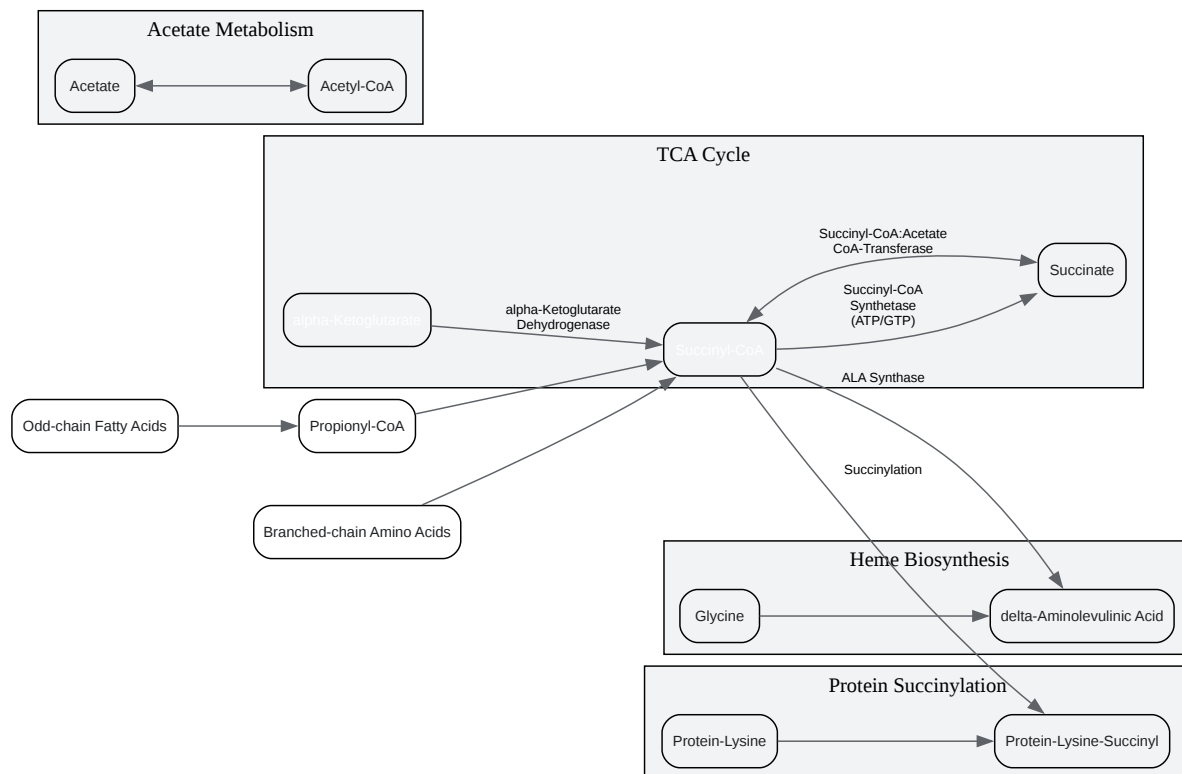 Acetate Metabolism
Acetate
Acetyl-CoA
TCA Cycle
Succinyl-CoA:Acetate
CoA-Transferase
Succinate
Succinyl-CoA
Synthetase
(ATP/GTP)
alpha-Ketoglutarate
alpha-Ketoglutarate
Dehydrogenase
Succinyl-CoA
ALA Synthase
Odd-chain Fatty Acids
Propionyl-CoA
Succinylation
Branched-chain Amino Acids
Heme Biosynthesis
Glycine
delta-Aminolevulinic Acid
Protein Succinylation
Protein-Lysine
Protein-Lysine-Succinyl